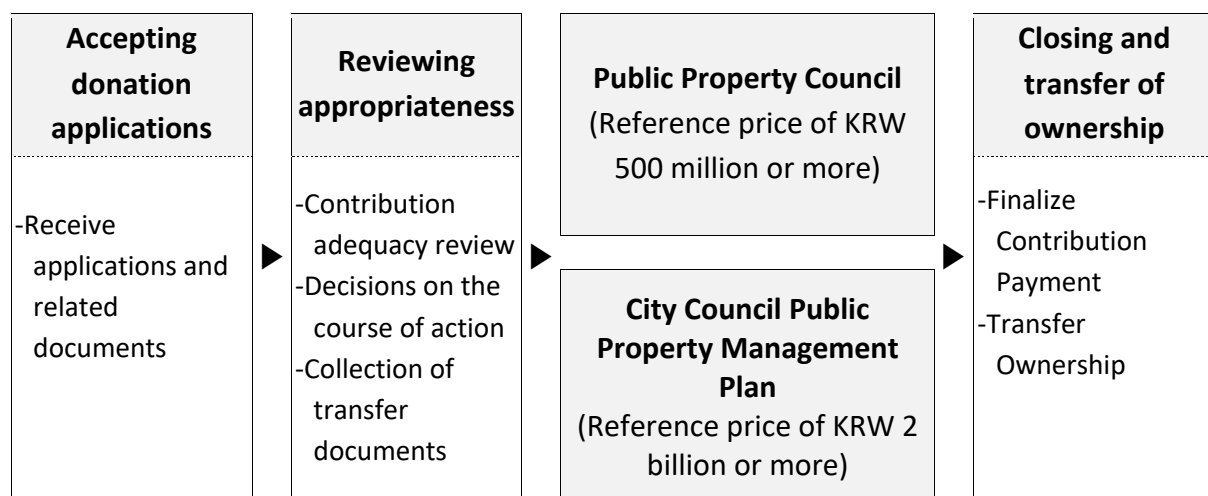 Accepting
donation
applications
-Receive
applications and
related
documents
▶
Reviewing
appropriateness
-Contribution
adequacy review
-Decisions on the
course of action
-Collection of
transfer
documents
▶
Public Property Council
(Reference price of KRW
500 million or more)
City Council Public
Property Management
Plan
(Reference price of KRW 2
billion or more)
▶
Closing and
transfer of
ownership
-Finalize
Contribution
Payment
-Transfer
Ownership